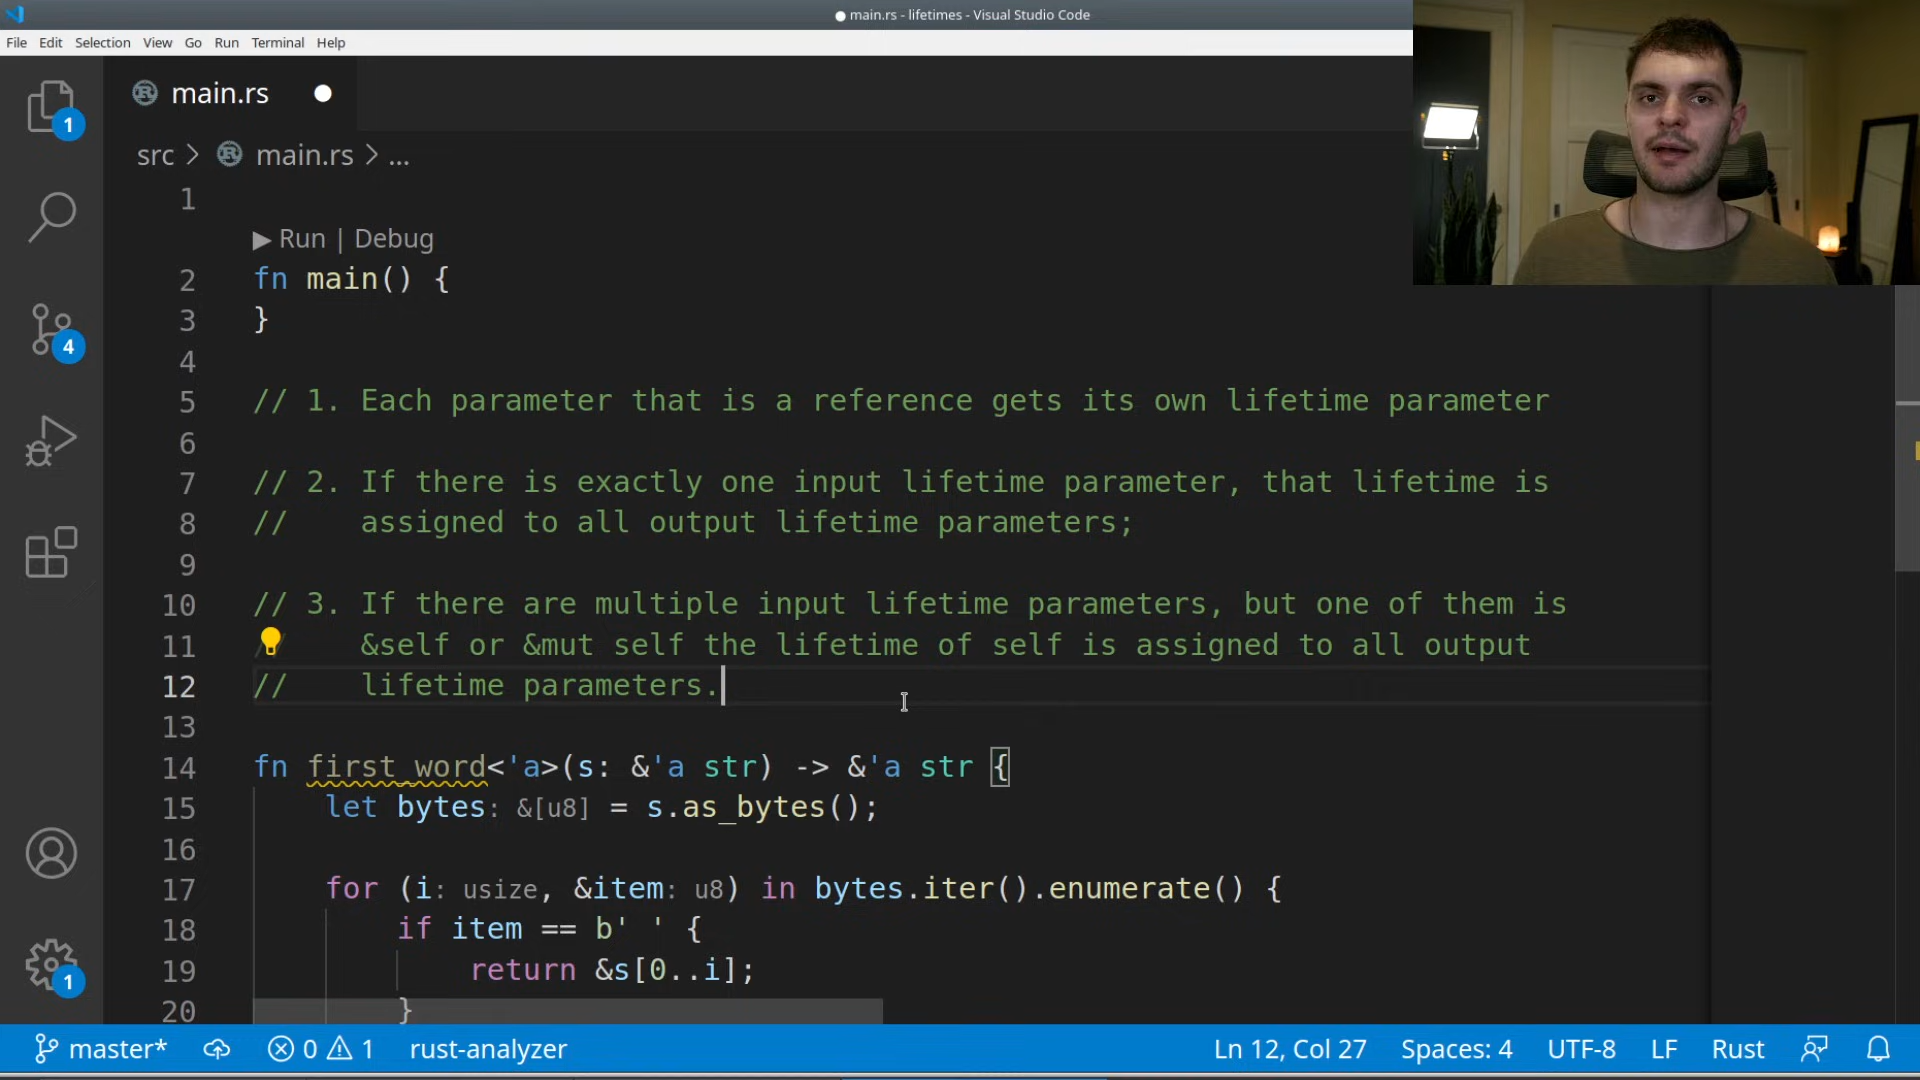 main.rs - lifetimes - Visual Studio Code
File Edit Selection View Go Run Terminal Help
main.rs
1
src > main.rs > ...
1
▶ Run | Debug
2 fn main() {
3 }
4
4
5 // 1. Each parameter that is a reference gets its own lifetime parameter
6
7 // 2. If there is exactly one input lifetime parameter, that lifetime is
8 //    assigned to all output lifetime parameters;
9
10 // 3. If there are multiple input lifetime parameters, but one of them is
11 //    &self or &mut self the lifetime of self is assigned to all output
12 //    lifetime parameters.
13
14 fn first_word<'a>(s: &'a str) -> &'a str {
15     let bytes: &[u8] = s.as_bytes();
16
17     for (i: usize, &item: u8) in bytes.iter().enumerate() {
18         if item == b' ' {
19             return &s[0..i];
1
20         }
master* 0 1 rust-analyzer Ln 12, Col 27 Spaces: 4 UTF-8 LF Rust